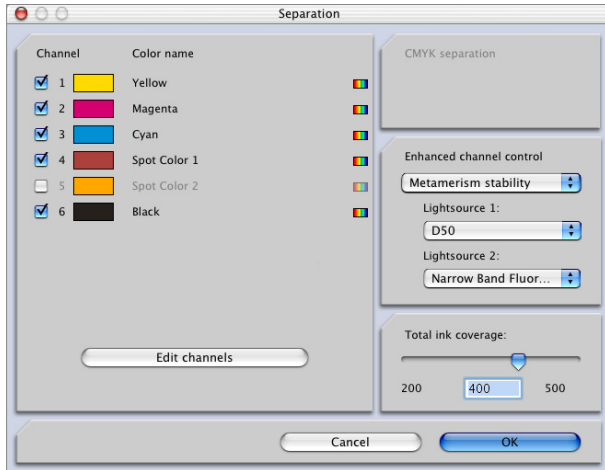 Separation
Channel Color name
1 Yellow
2 Magenta
3 Cyan
4 Spot Color 1
5 Spot Color 2
6 Black
Edit channels
CMYK separation
Enhanced channel control
Metamerism stability
Lightsource 1:
D50
Lightsource 2:
Narrow Band Fluor...
Total ink coverage:
200 400 500
Cancel OK